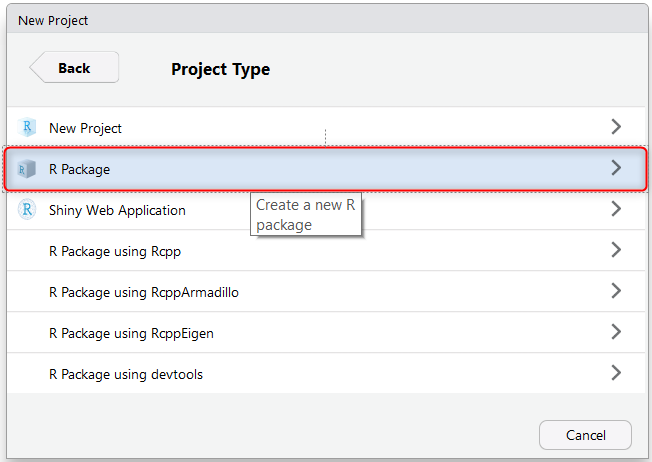 New Project
Back
Project Type
New Project
R Package
Create a new R
package
Shiny Web Application
R Package using Rcpp
R Package using RcppArmadillo
R Package using RcppEigen
R Package using devtools
Cancel